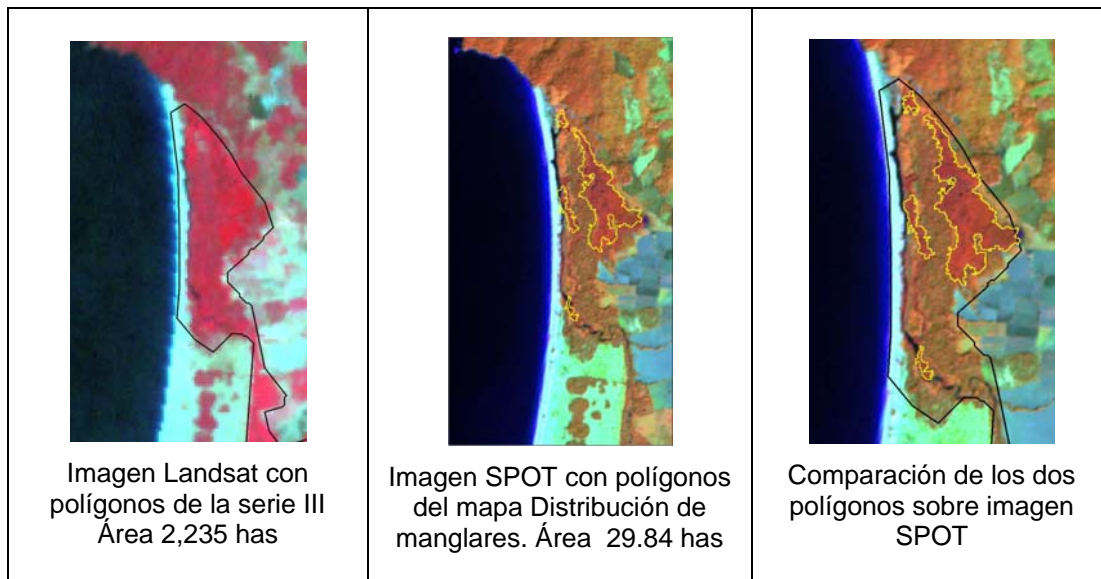 Imagen Landsat con
polígonos de la serie III
Área 2,235 has
Imagen SPOT con polígonos
del mapa Distribución de
manglares. Área 29.84 has
Comparación de los dos
polígonos sobre imagen
SPOT